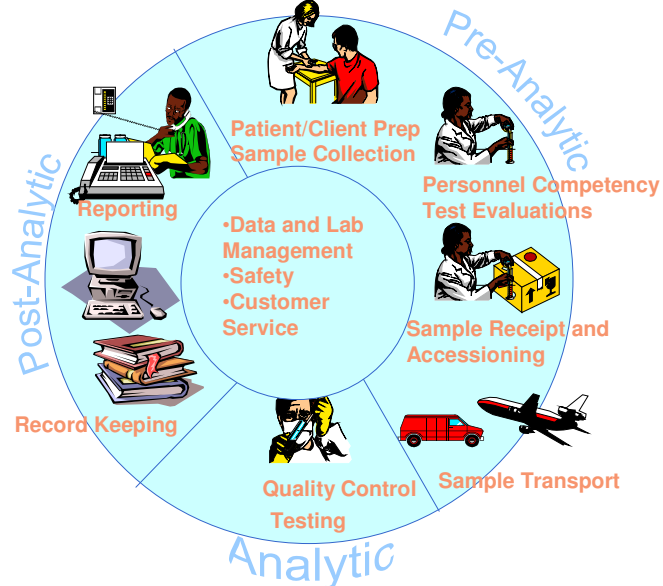 Pre-Analytic
Patient/Client Prep
Sample Collection
Personnel Competency
Test Evaluations
Sample Receipt and
Accessioning
Sample Transport
Analytic
Quality Control
Testing
Post-Analytic
Reporting
Record Keeping
•Data and Lab
Management
•Safety
•Customer
Service